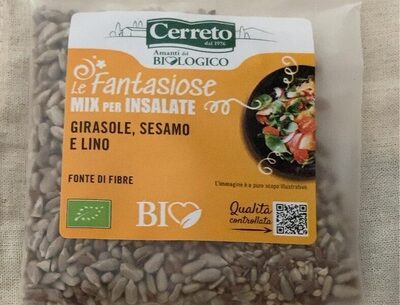 Cerreto
dal 1976
Amanti del
BIOLOGICO
Le Fantasiose
MIX PER INSALATE
GIRASOLE, SESAMO
E LINO
FONTE DI FIBRE
L'immagine è a puro scopo illustrativo
BIO
Qualità
controllata